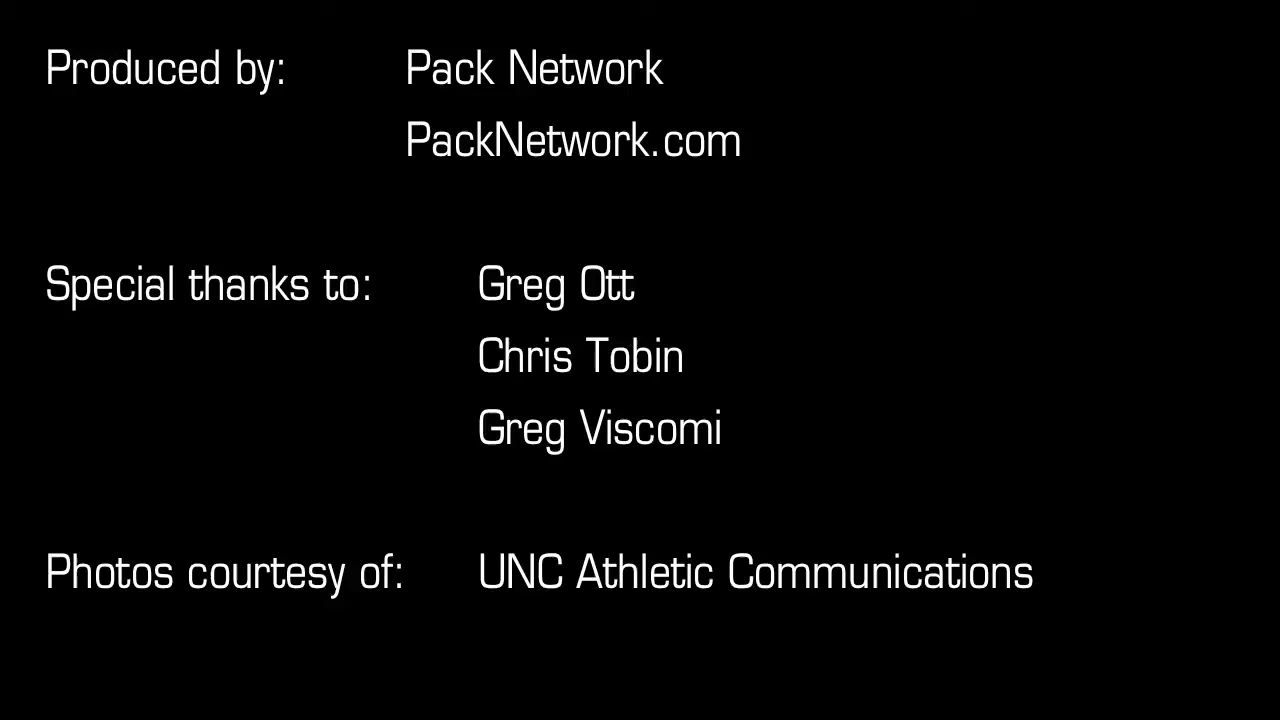 Produced by: Pack Network
PackNetwork.com
Special thanks to: Greg Ott
Chris Tobin
Greg Viscomi
Photos courtesy of: UNC Athletic Communications